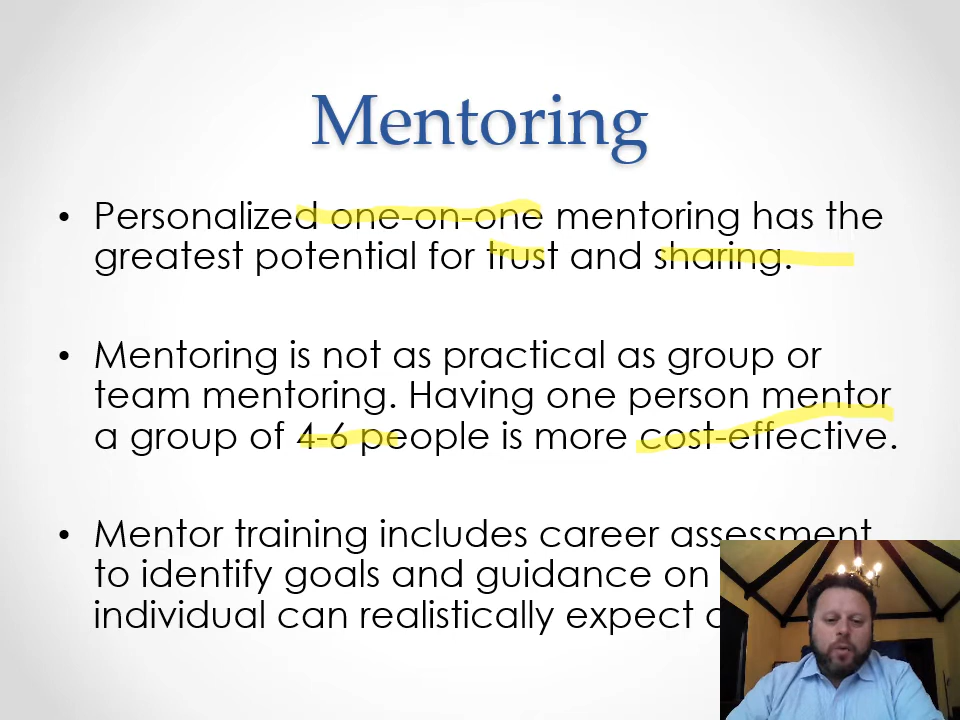 Mentoring
• Personalized one-on-one mentoring has the
greatest potential for trust and sharing.
• Mentoring is not as practical as group or
team mentoring. Having one person mentor
a group of 4-6 people is more cost-effective.
• Mentor training includes career assessment
to identify goals and guidance on
individual can realistically expect